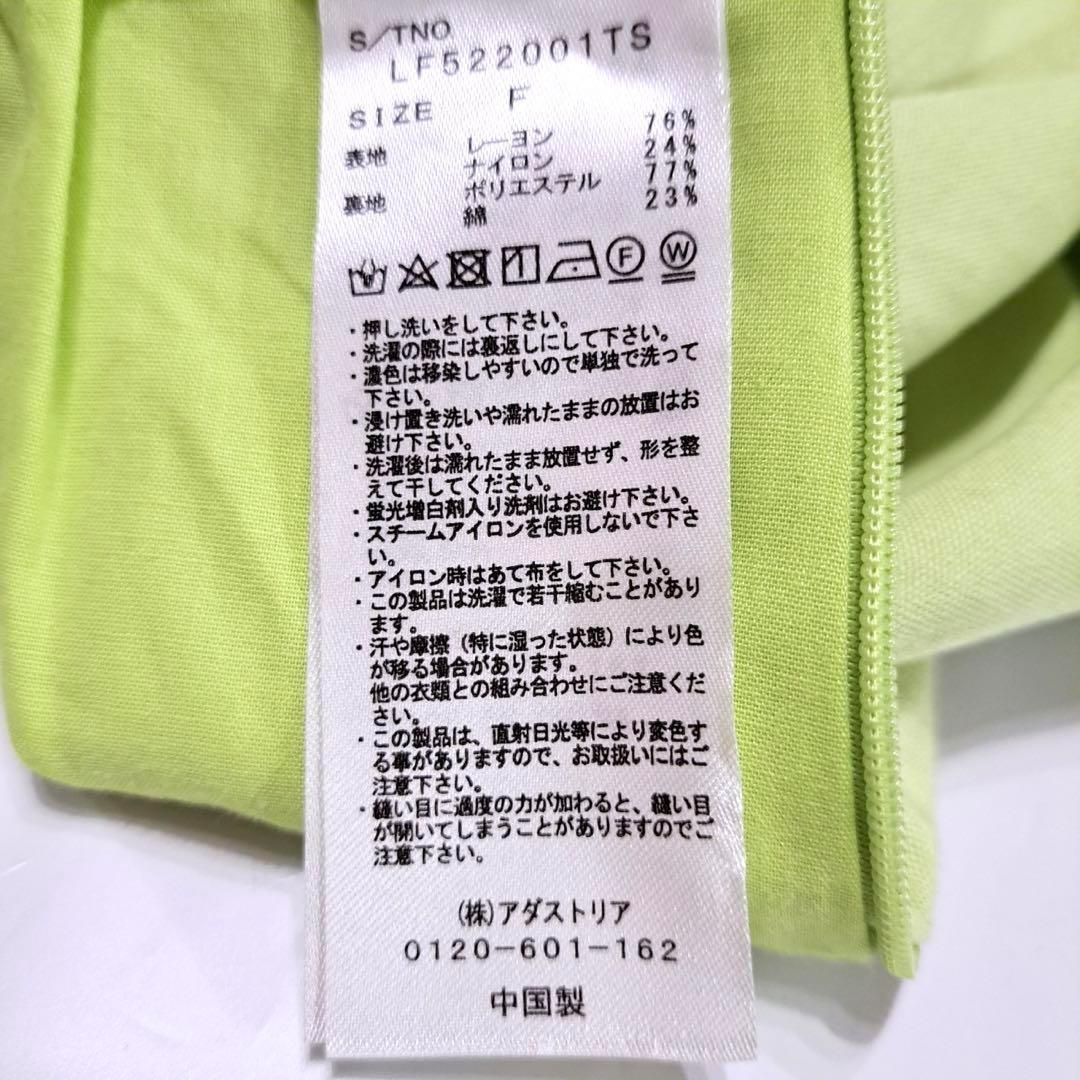 S/TNO
LF522001TS
SIZE F
表地 レーヨン 76%
ナイロン 24%
裏地 ポリエステル 77%
綿 23%
F W
・押し洗いをして下さい。
・洗濯の際には裏返しにして下さい。
・濃色は移染しやすいので単独で洗って
下さい。
・浸け置き洗いや濡れたままの放置はお
避け下さい。
・洗濯後は濡れたまま放置せず、形を整
えて干してください。
・蛍光増白剤入り洗剤はお避け下さい。
・スチームアイロンを使用しないで下さ
い。
・アイロン時はあて布をして下さい。
・この製品は洗濯で若干縮むことがあり
ます。
・汗や摩擦（特に湿った状態）により色
が移る場合があります。
他の衣類との組み合わせにご注意くだ
さい。
・この製品は、直射日光等により変色す
る事がありますので、お取扱いにはご
注意下さい。
・縫い目に過度の力が加わると、縫い目
が開いてしまうことがありますのでご
注意下さい。
(株)アダストリア
0120-601-162
中国製